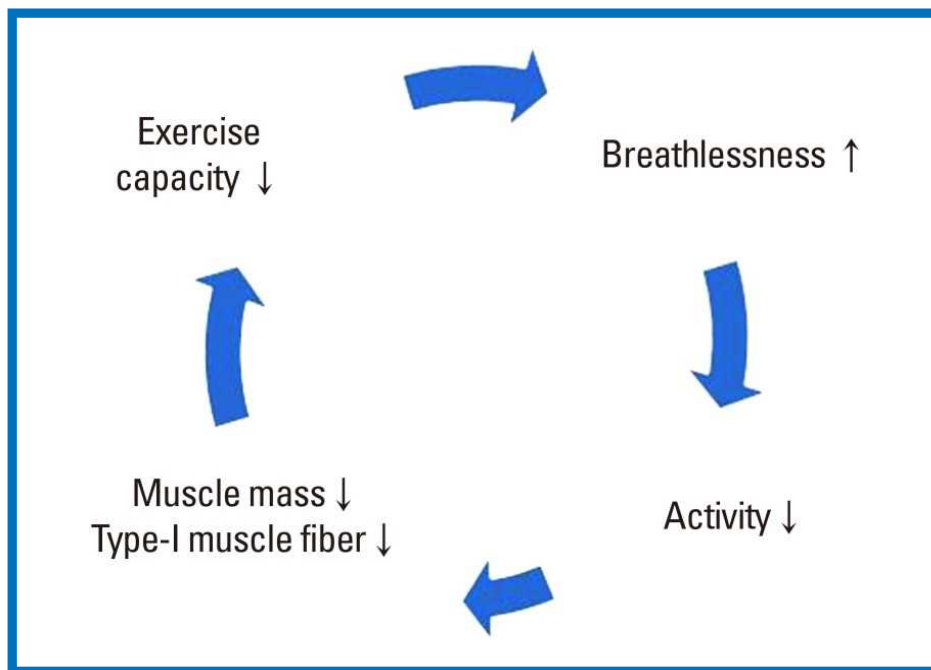 Exercise
capacity ↓
Breathlessness ↑
Muscle mass ↓
Type-I muscle fiber ↓
Activity ↓